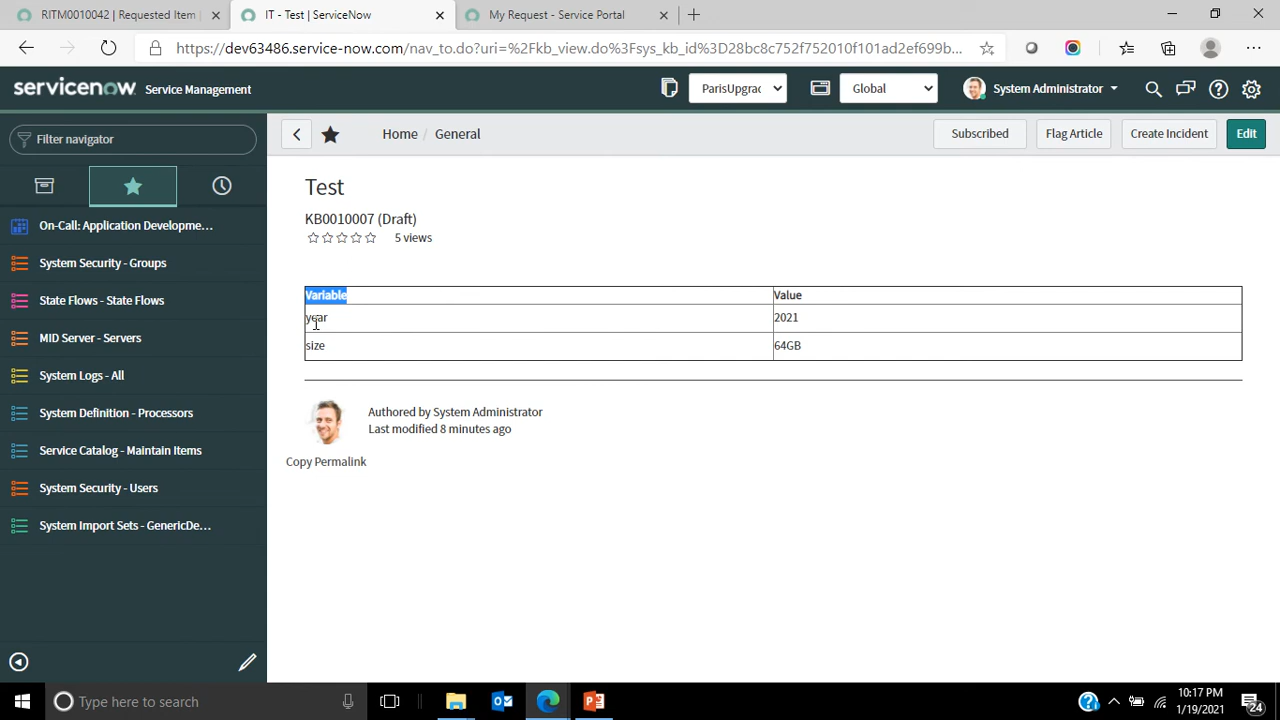 RITM0010042 | Requested Item
IT - Test | ServiceNow
My Request - Service Portal
https://dev63486.service-now.com/nav_to.do?uri=%2Fkb_view.do%3Fsys_kb_id%3D28bc8c752f752010f101ad2ef699b...
servicenow Service Management
ParisUpgrad
Global
System Administrator
Filter navigator
Home / General
Subscribed
Flag Article
Create Incident
Edit
On-Call: Application Developme...
System Security - Groups
State Flows - State Flows
MID Server - Servers
System Logs - All
System Definition - Processors
Service Catalog - Maintain Items
System Security - Users
System Import Sets - GenericDe...
Test
KB0010007 (Draft)
5 views
Variable Value
year 2021
size 64GB
Authored by System Administrator
Last modified 8 minutes ago
Copy Permalink
Type here to search
10:17 PM
1/19/2021
24